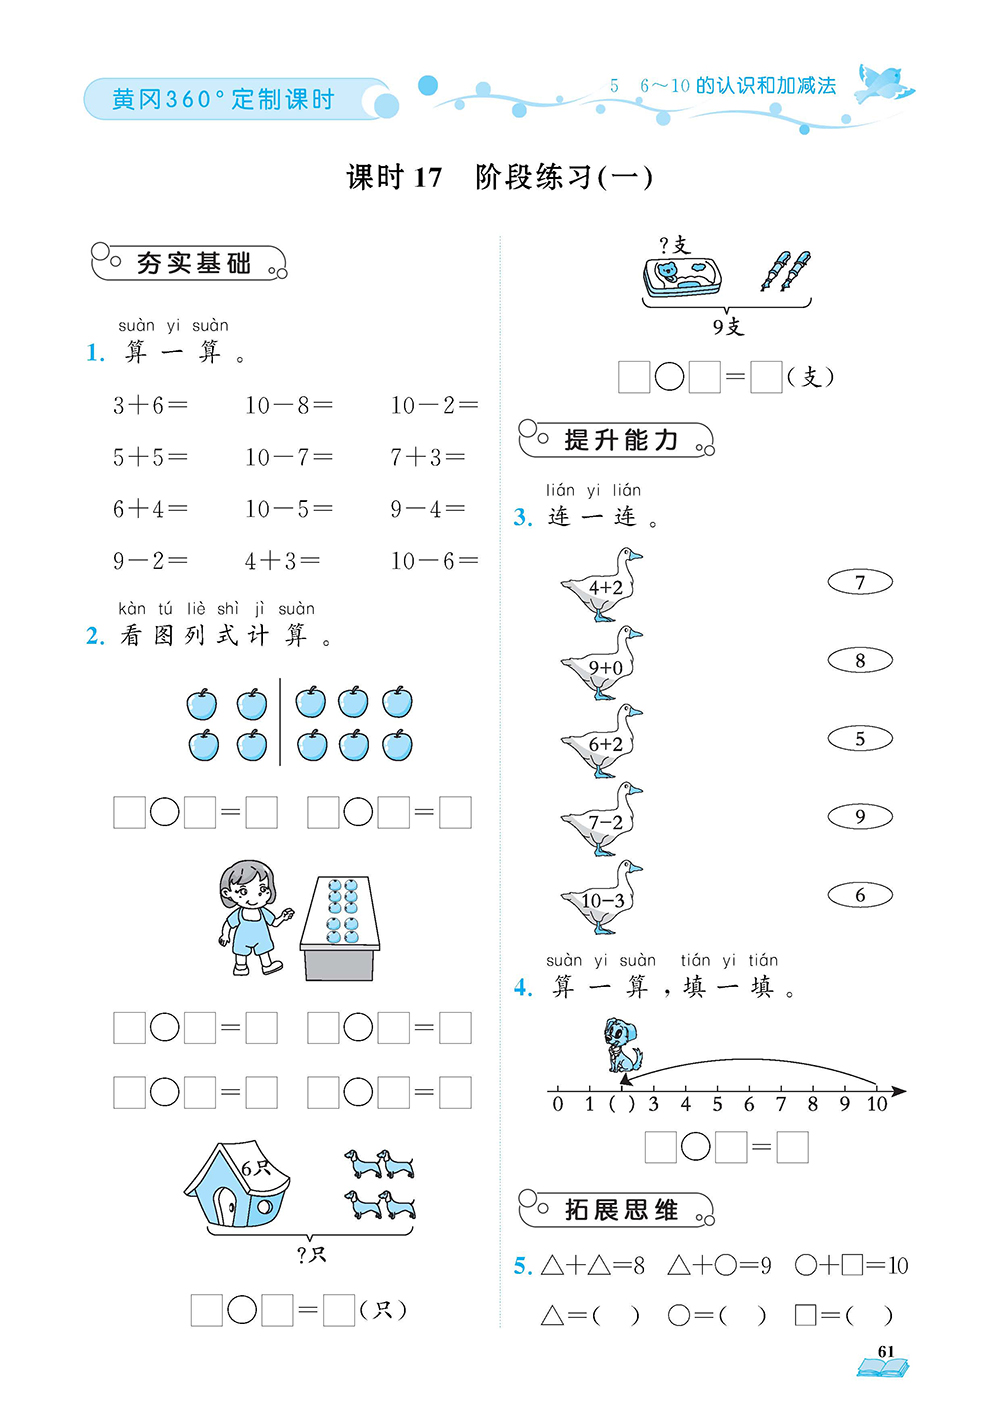 黄冈360°定制课时
5 6～10的认识和加减法
课时17 阶段练习(一)
夯实基础
suàn yi suàn
1. 算一算。
3+6= 10-8= 10-2=
5+5= 10-7= 7+3=
6+4= 10-5= 9-4=
9-2= 4+3= 10-6=
kàn tú liè shì jì suàn
2. 看图列式计算。
□○□=□ □○□=□
□○□=□ □○□=□
□○□=□ □○□=□
6只
?只
□○□=□(只)
?支
9支
□○□=□(支)
提升能力
lián yi lián
3. 连一连。
4+2 7
9+0 8
6+2 5
7-2 9
10-3 6
suàn yi suàn tián yi tián
4. 算一算,填一填。
0 1 ( ) 3 4 5 6 7 8 9 10
□○□=□
拓展思维
5. △+△=8 △+○=9 ○+□=10
△=( ) ○=( ) □=( )
61